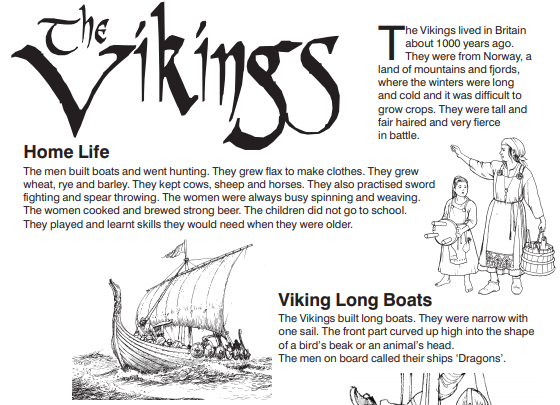 The Vikings
The Vikings lived in Britain
about 1000 years ago.
They were from Norway, a
land of mountains and fjords,
where the winters were long
and cold and it was difficult to
grow crops. They were tall and
fair haired and very fierce
in battle.
Home Life
The men built boats and went hunting. They grew flax to make clothes. They grew
wheat, rye and barley. They kept cows, sheep and horses. They also practised sword
fighting and spear throwing. The women were always busy spinning and weaving.
The women cooked and brewed strong beer. The children did not go to school.
They played and learnt skills they would need when they were older.
Viking Long Boats
The Vikings built long boats. They were narrow with
one sail. The front part curved up high into the shape
of a bird's beak or an animal's head.
The men on board called their ships ‘Dragons’.